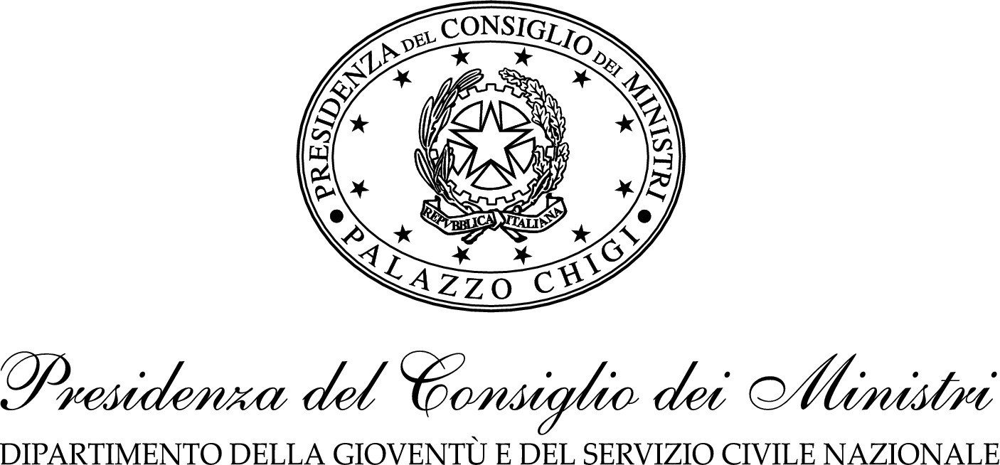 PRESIDENZA DEL CONSIGLIO DEI MINISTRI
• PALAZZO CHIGI •
REPVBBLICA ITALIANA
Presidenza del Consiglio dei Ministri
DIPARTIMENTO DELLA GIOVENTÙ E DEL SERVIZIO CIVILE NAZIONALE